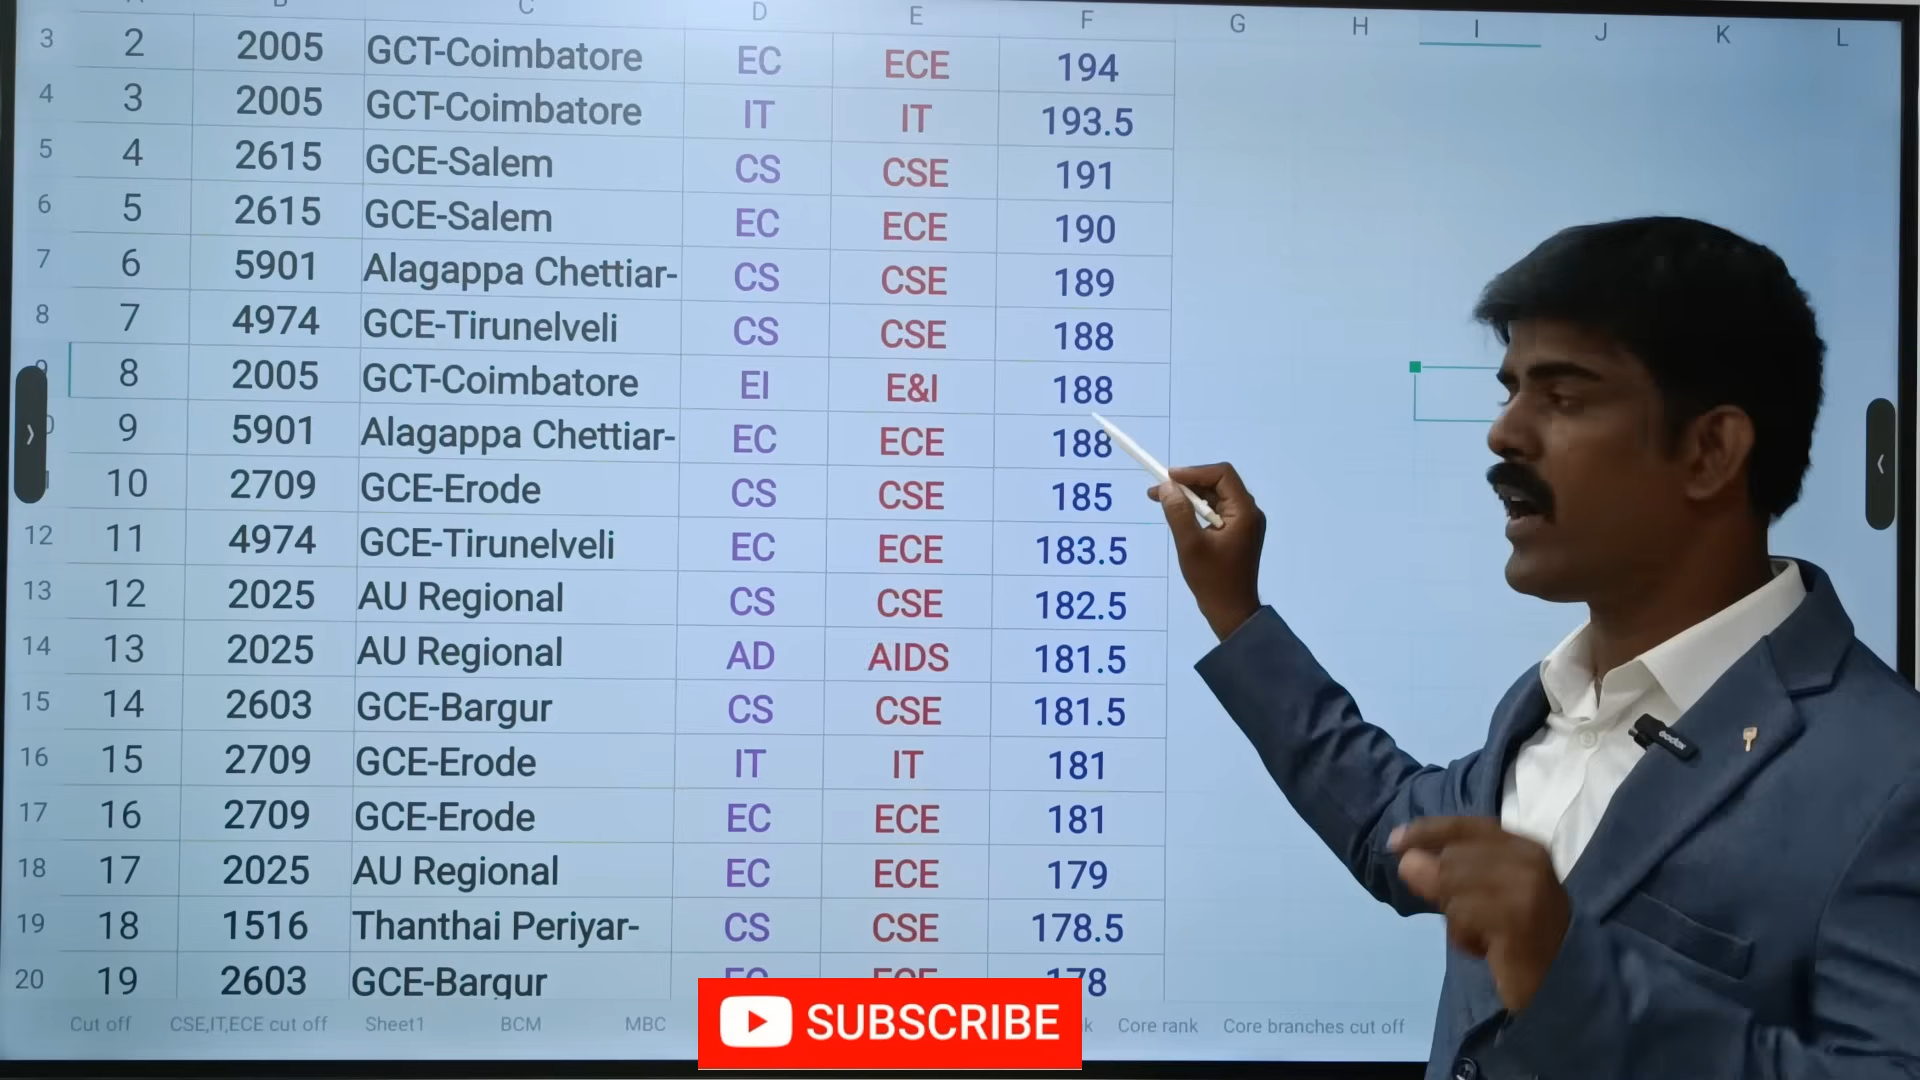 C D E F G H I J K L
3 2 2005 GCT-Coimbatore EC ECE 194
4 3 2005 GCT-Coimbatore IT IT 193.5
5 4 2615 GCE-Salem CS CSE 191
6 5 2615 GCE-Salem EC ECE 190
7 6 5901 Alagappa Chettiar- CS CSE 189
8 7 4974 GCE-Tirunelveli CS CSE 188
8 2005 GCT-Coimbatore EI E&I 188
9 5901 Alagappa Chettiar- EC ECE 188
10 2709 GCE-Erode CS CSE 185
12 11 4974 GCE-Tirunelveli EC ECE 183.5
13 12 2025 AU Regional CS CSE 182.5
14 13 2025 AU Regional AD AIDS 181.5
15 14 2603 GCE-Bargur CS CSE 181.5
16 15 2709 GCE-Erode IT IT 181
17 16 2709 GCE-Erode EC ECE 181
18 17 2025 AU Regional EC ECE 179
19 18 1516 Thanthai Periyar- CS CSE 178.5
20 19 2603 GCE-Bargur EC ECE 178
Cut off CSE,IT,ECE cut off Sheet1 BCM MBC Core rank Core branches cut off
SUBSCRIBE
Godox